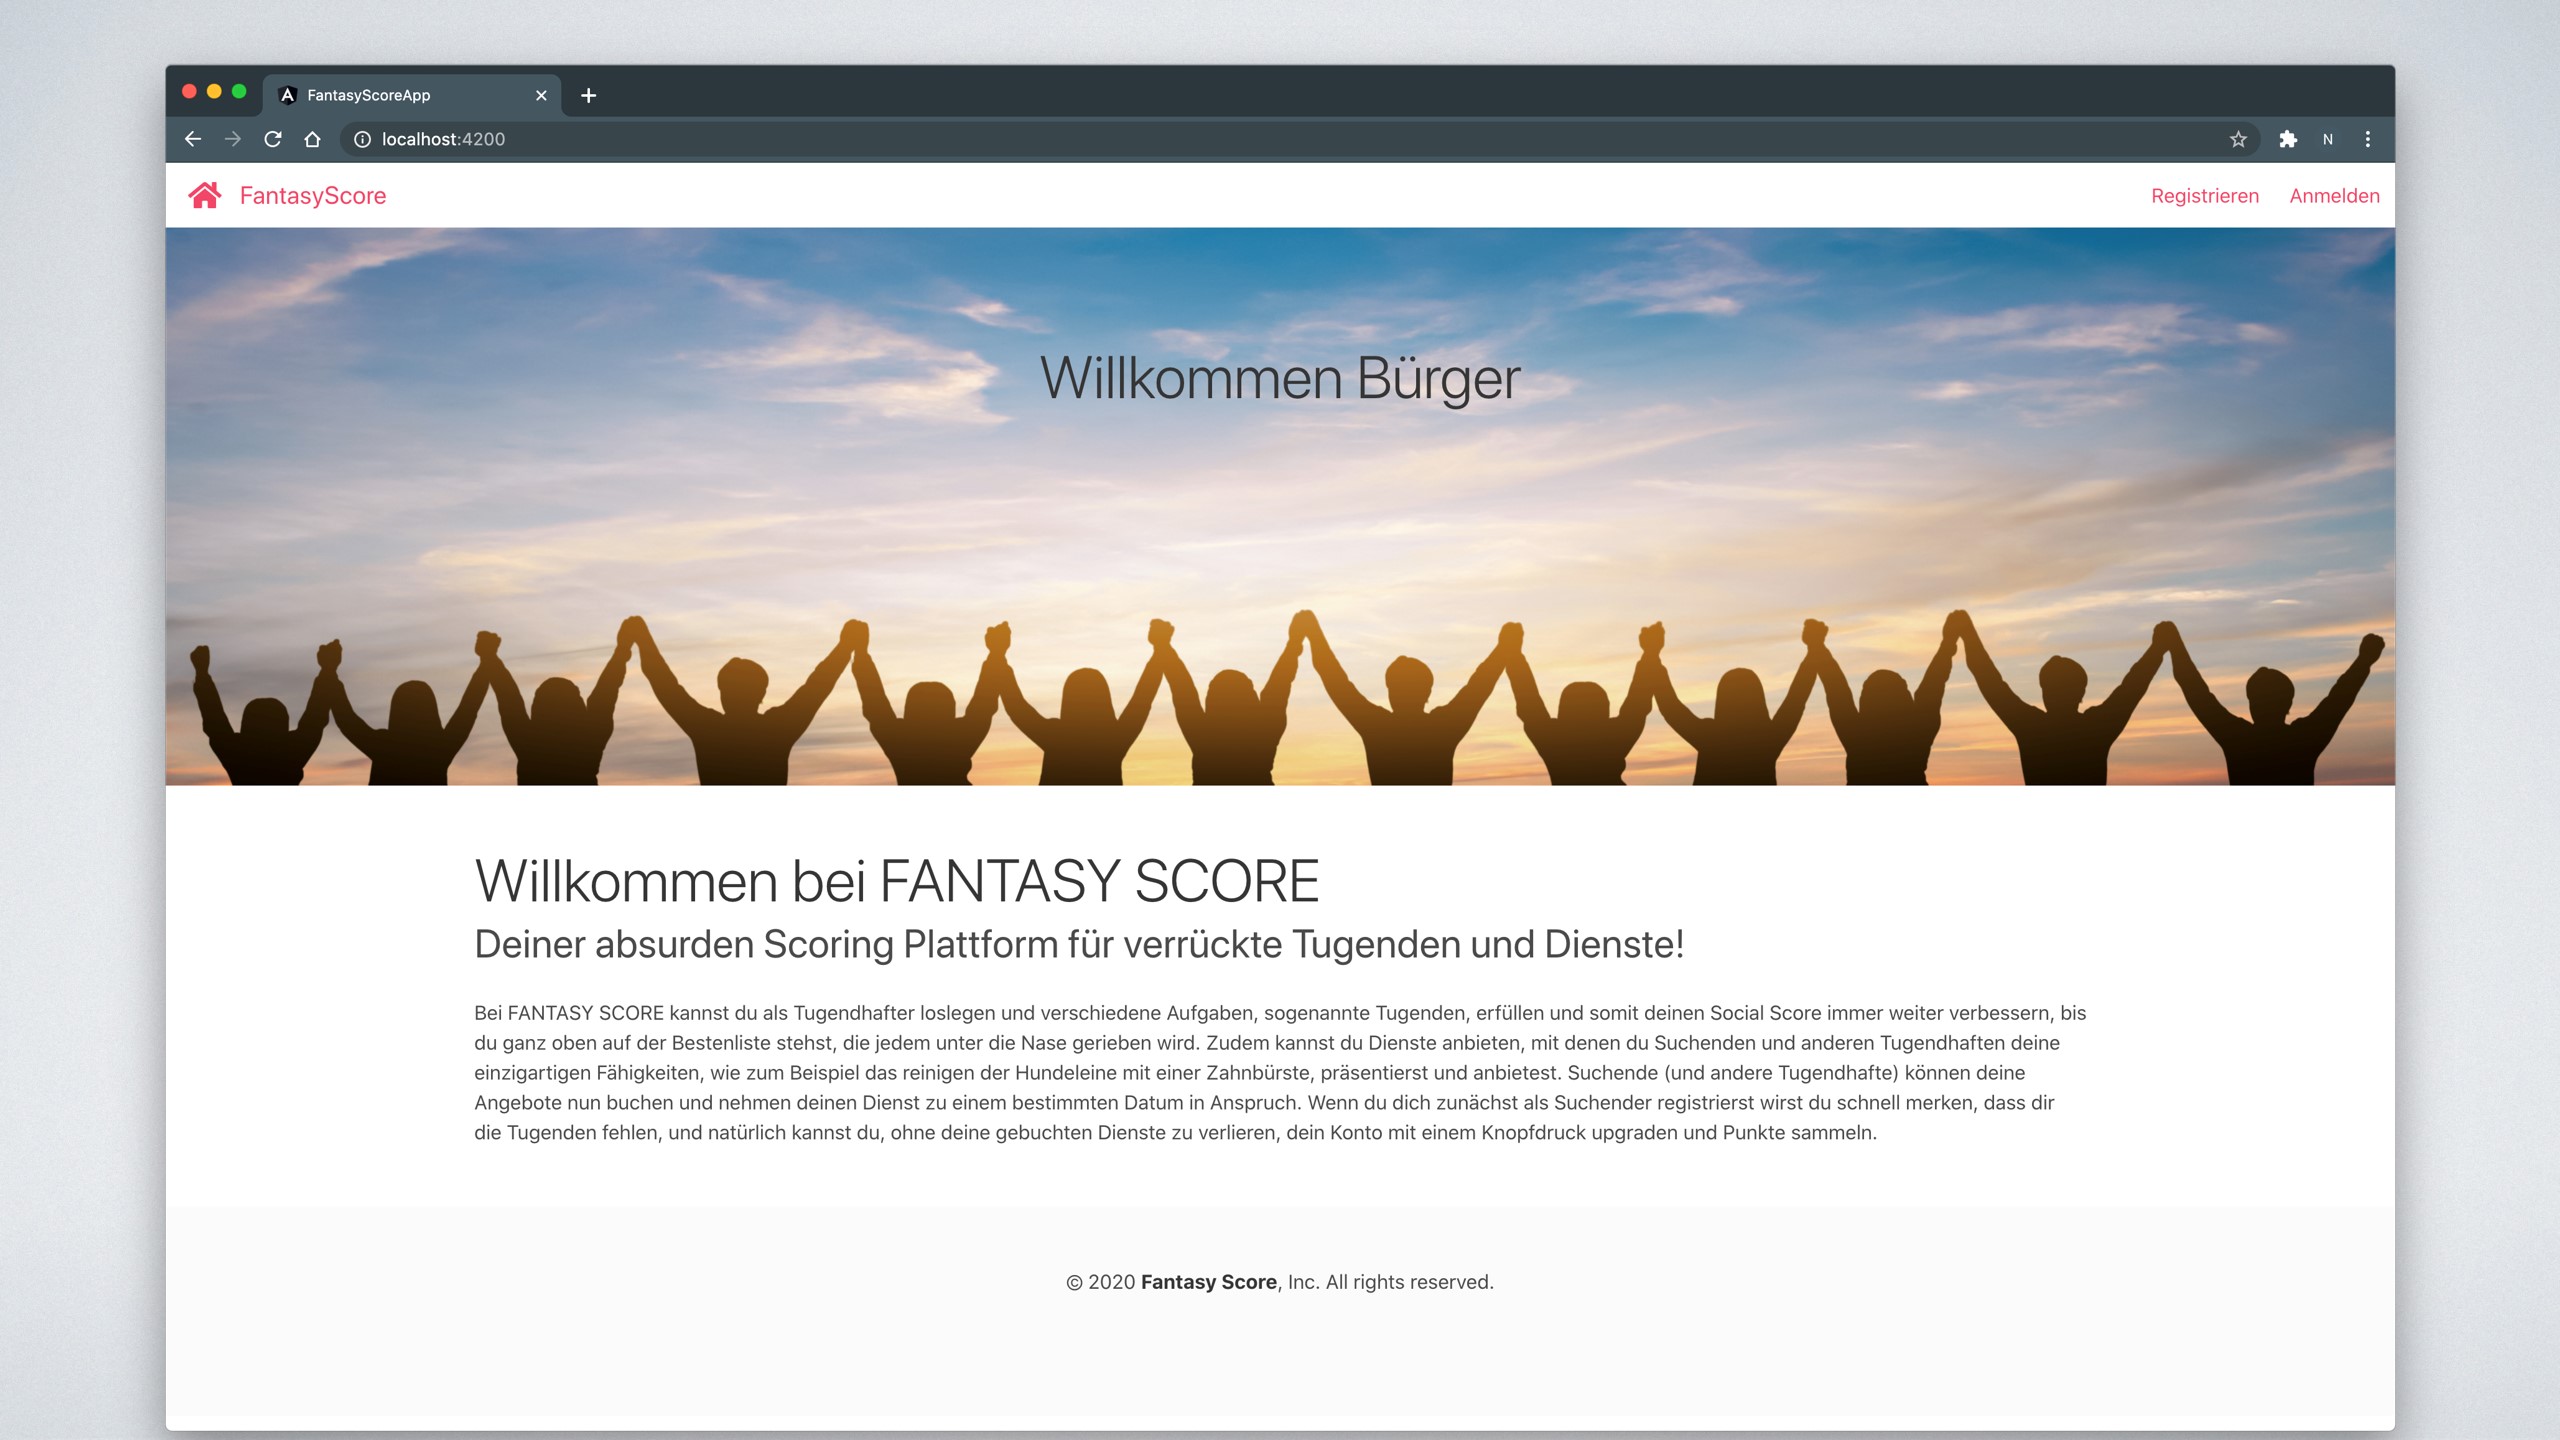 FantasyScoreApp
localhost:4200
N
FantasyScore
Registrieren
Anmelden
Willkommen Bürger
Willkommen bei FANTASY SCORE
Deiner absurden Scoring Plattform für verrückte Tugenden und Dienste!
Bei FANTASY SCORE kannst du als Tugendhafter loslegen und verschiedene Aufgaben, sogenannte Tugenden, erfüllen und somit deinen Social Score immer weiter verbessern, bis
du ganz oben auf der Bestenliste stehst, die jedem unter die Nase gerieben wird. Zudem kannst du Dienste anbieten, mit denen du Suchenden und anderen Tugendhaften deine
einzigartigen Fähigkeiten, wie zum Beispiel das reinigen der Hundeleine mit einer Zahnbürste, präsentierst und anbietest. Suchende (und andere Tugendhafte) können deine
Angebote nun buchen und nehmen deinen Dienst zu einem bestimmten Datum in Anspruch. Wenn du dich zunächst als Suchender registrierst wirst du schnell merken, dass dir
die Tugenden fehlen, und natürlich kannst du, ohne deine gebuchten Dienste zu verlieren, dein Konto mit einem Knopfdruck upgraden und Punkte sammeln.
© 2020 Fantasy Score, Inc. All rights reserved.